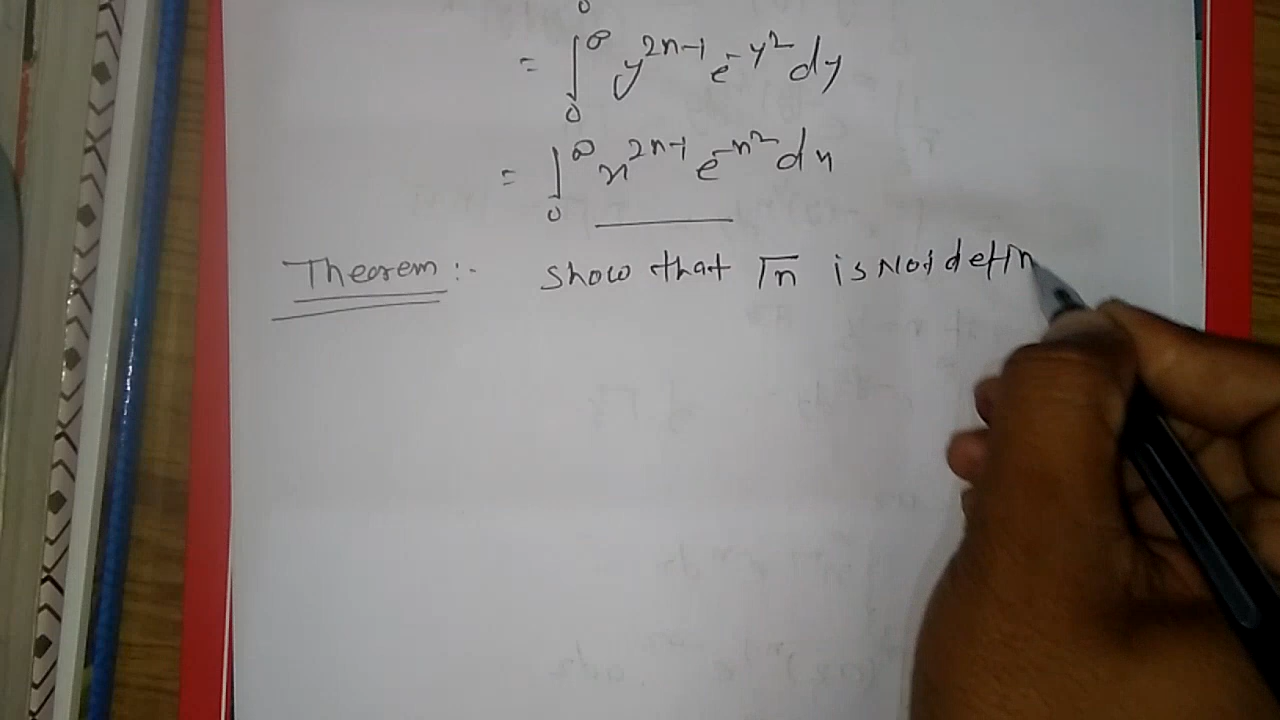 = ∫₀^∞ y^{2n-1} e^{-y²} dy
= ∫₀^∞ x^{2n-1} e^{-x²} dx
Theorem :- Show that Γn is Not defin